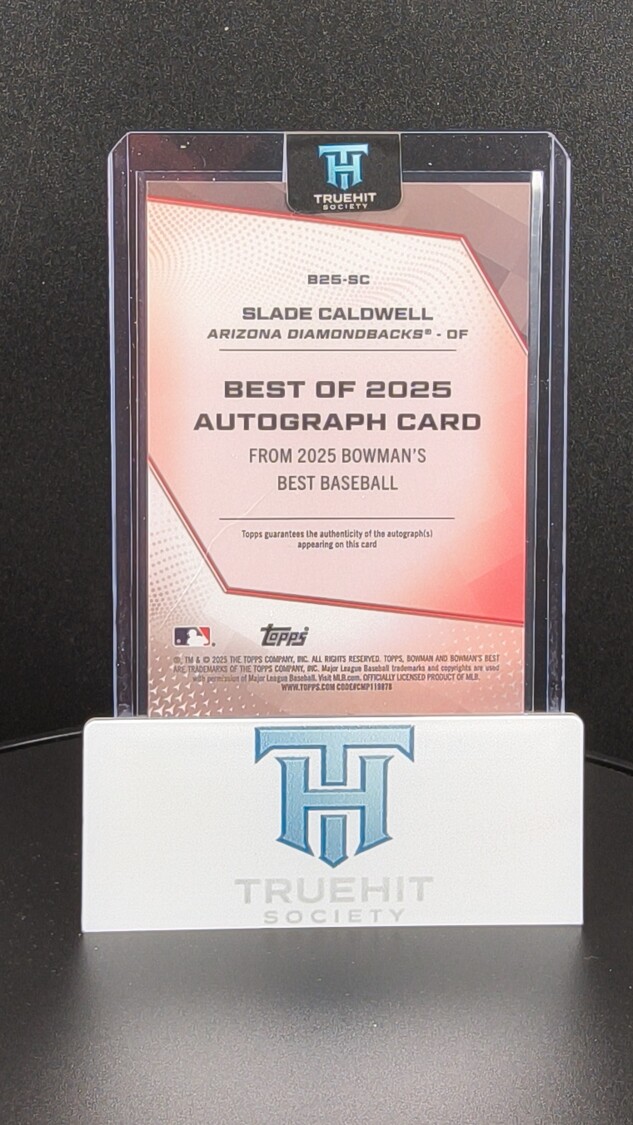 TH
TRUEHIT
SOCIETY
B25-SC
SLADE CALDWELL
ARIZONA DIAMONDBACKS® - OF
BEST OF 2025
AUTOGRAPH CARD
FROM 2025 BOWMAN'S
BEST BASEBALL
Topps guarantees the authenticity of the autograph(s)
appearing on this card
Topps
®, TM & © 2025 THE TOPPS COMPANY, INC. ALL RIGHTS RESERVED. TOPPS, BOWMAN AND BOWMAN'S BEST
ARE TRADEMARKS OF THE TOPPS COMPANY, INC. Major League Baseball trademarks and copyrights are used
with permission of Major League Baseball. Visit MLB.com. OFFICIALLY LICENSED PRODUCT OF MLB.
WWW.TOPPS.COM CODE#CMP118878
TH
TRUEHIT
SOCIETY